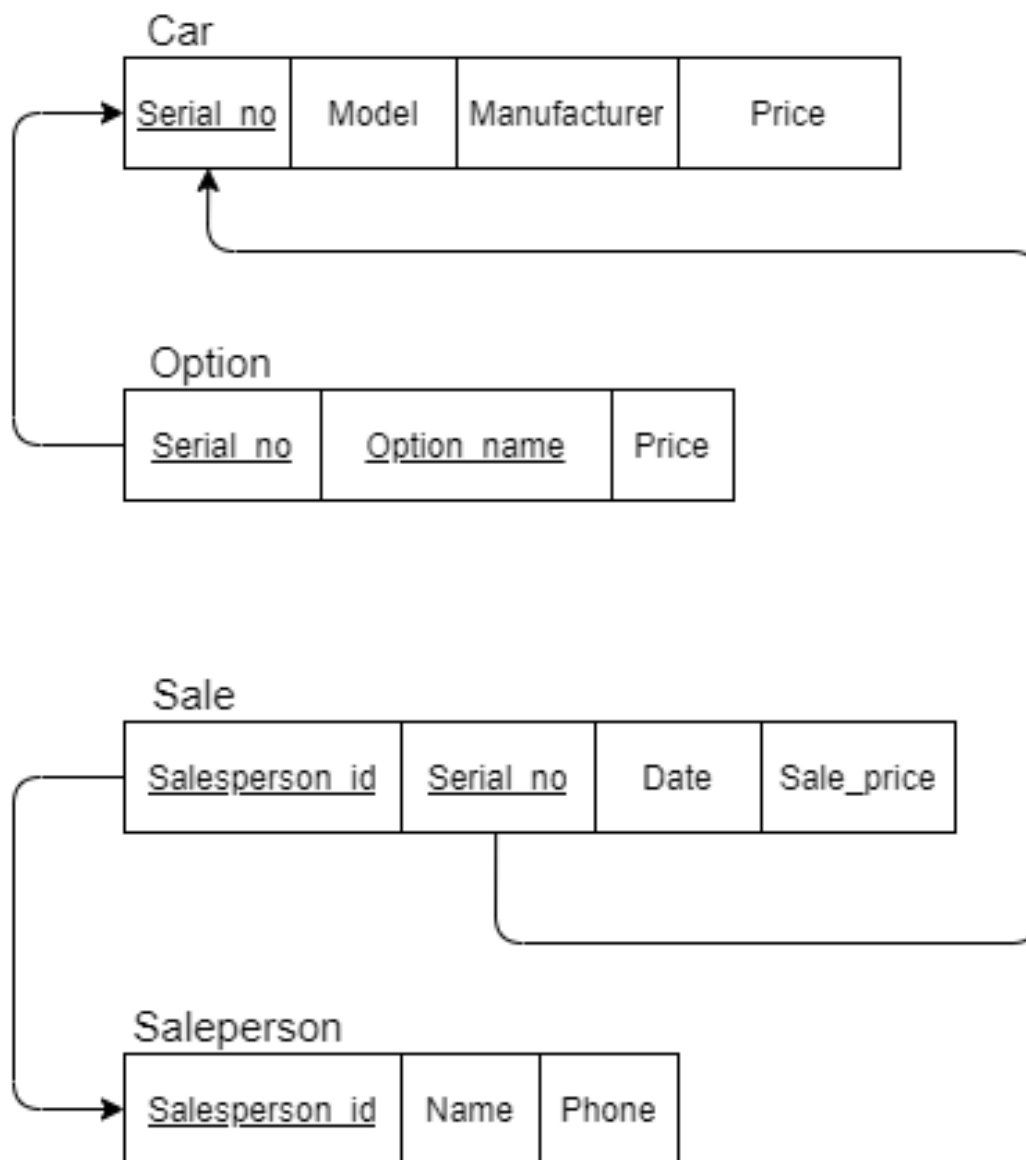 Car
Serial_no Model Manufacturer Price
Option
Serial_no Option_name Price
Sale
Salesperson_id Serial_no Date Sale_price
Saleperson
Salesperson_id Name Phone